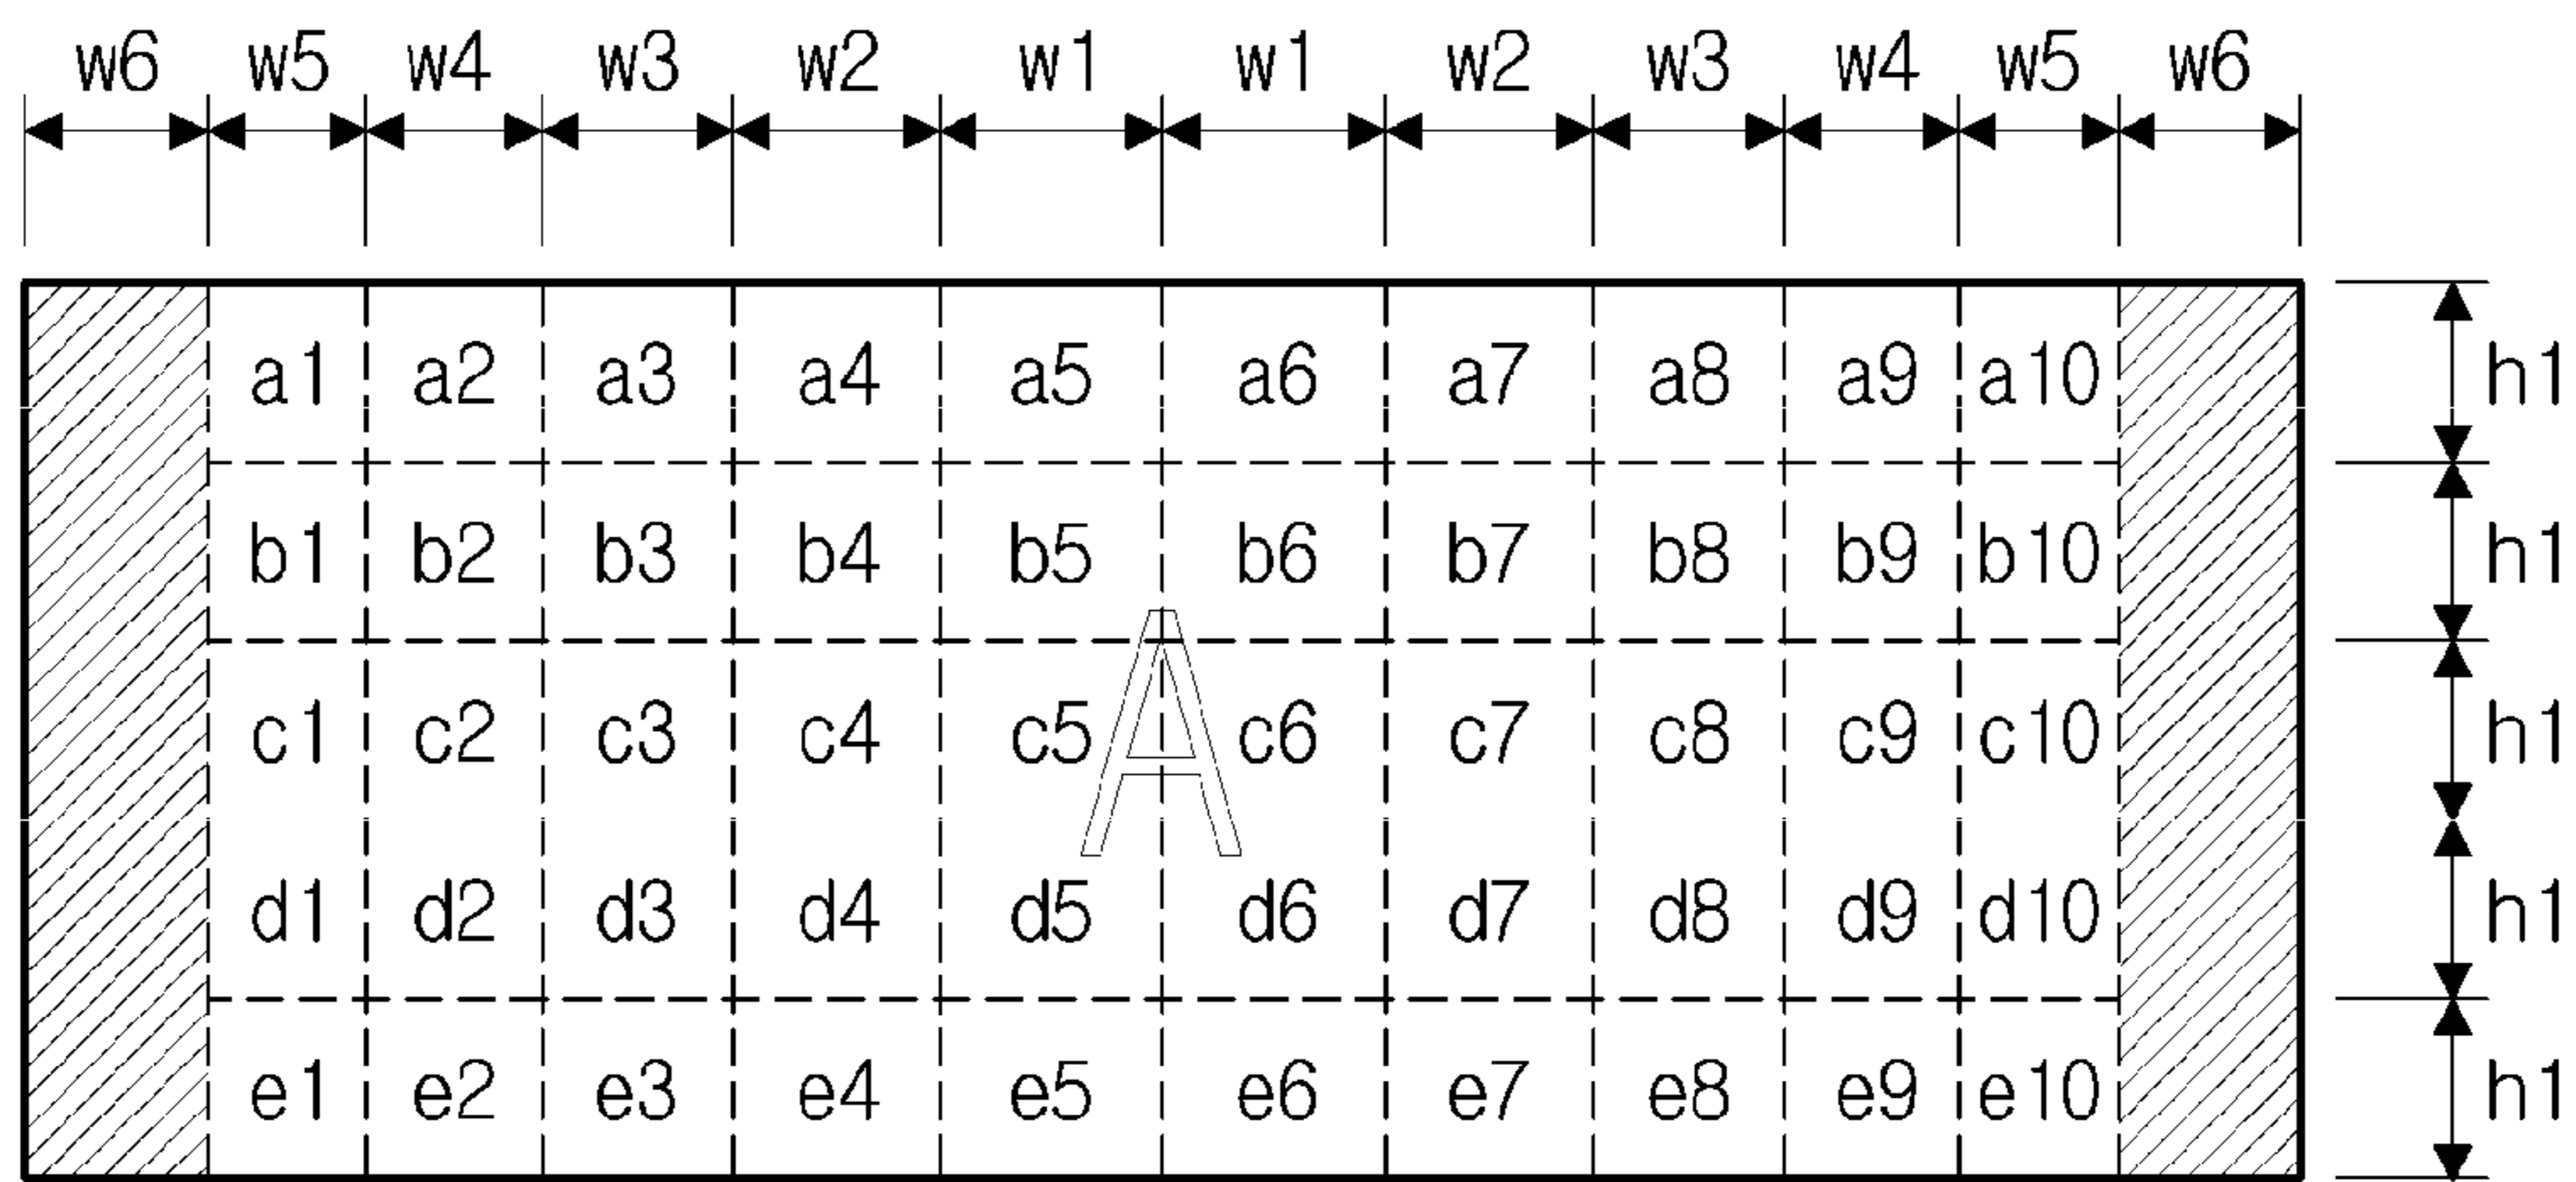 w6 w5 w4 w3 w2 w1 w1 w2 w3 w4 w5 w6
a1 a2 a3 a4 a5 a6 a7 a8 a9 a10 h1
b1 b2 b3 b4 b5 b6 b7 b8 b9 b10 h1
A
c1 c2 c3 c4 c5 c6 c7 c8 c9 c10 h1
d1 d2 d3 d4 d5 d6 d7 d8 d9 d10 h1
e1 e2 e3 e4 e5 e6 e7 e8 e9 e10 h1